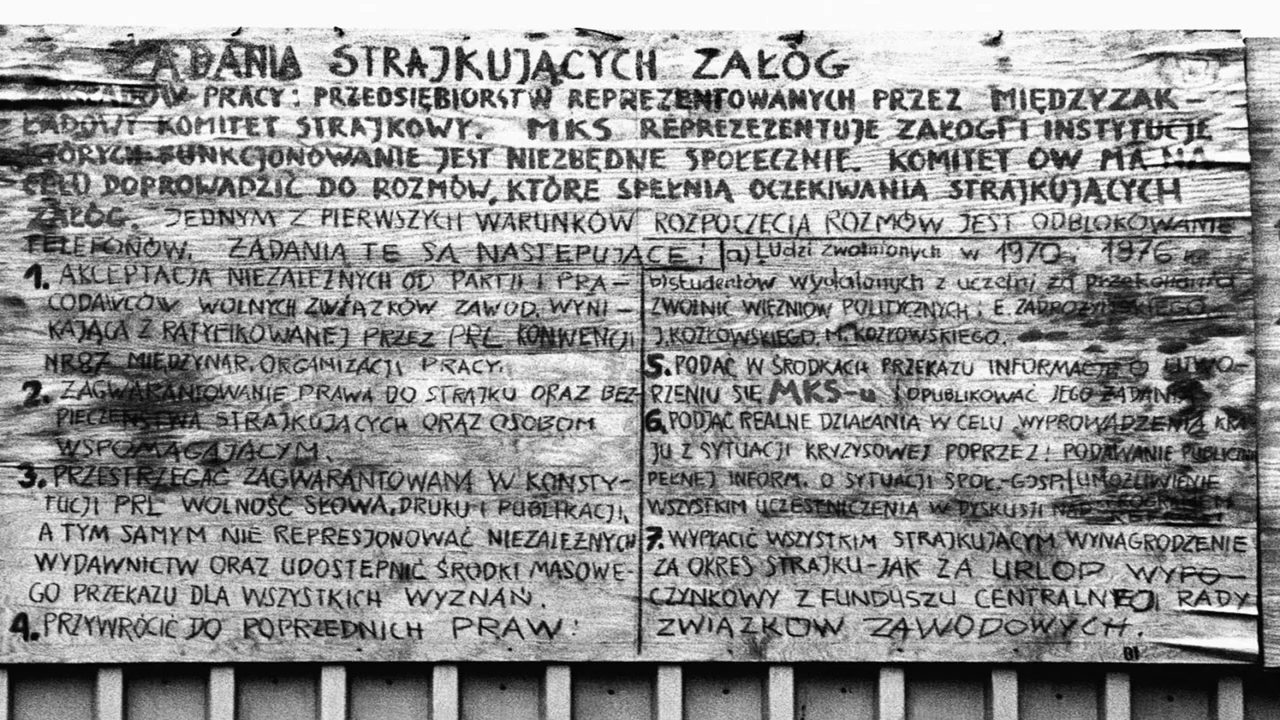 ŻĄDANIA STRAJKUJĄCYCH ZAŁÓG
PRACY: PRZEDSIĘBIORSTW REPREZENTOWANYCH PRZEZ MIĘDZYZAK-
ŁADOWY KOMITET STRAJKOWY. MKS REPREZEZENTUJE ZAŁOGI I INSTYTUCJE
KTÓRYCH FUNKCJONOWANIE JEST NIEZBĘDNE SPOŁECZNIE. KOMITET ÓW MA NA
CELU DOPROWADZIĆ DO ROZMÓW, KTÓRE SPEŁNIĄ OCZEKIWANIA STRAJKUJĄCYCH
ZAŁÓG. JEDNYM Z PIERWSZYCH WARUNKÓW ROZPOCZĘCIA ROZMÓW JEST ODBLOKOWANIE
TELEFONÓW. ŻĄDANIA TE SĄ NASTĘPUJĄCE:
1. AKCEPTACJA NIEZALEŻNYCH OD PARTII I PRA-
CODAWCÓW WOLNYCH ZWIĄZKÓW ZAWOD. WYNI-
KAJĄCA Z RATYFIKOWANEJ PRZEZ PRL KONWENCJI
NR 87 MIĘDZYNAR. ORGANIZACJI PRACY.
2. ZAGWARANTOWANIE PRAWA DO STRAJKU ORAZ BEZ-
PIECZEŃSTWA STRAJKUJĄCYCH ORAZ OSOBOM
WSPOMAGAJĄCYM.
3. PRZESTRZEGAĆ ZAGWARANTOWANĄ W KONSTY-
TUCJI PRL WOLNOŚĆ SŁOWA, DRUKU I PUBLIKACJI,
A TYM SAMYM NIE REPRESJONOWAĆ NIEZALEŻNYCH
WYDAWNICTW ORAZ UDOSTĘPNIĆ ŚRODKI MASOWE-
GO PRZEKAZU DLA WSZYSTKICH WYZNAŃ.
4. PRZYWRÓCIĆ DO POPRZEDNICH PRAW:
a) Ludzi zwolnionych w 1970 i 1976 r.
b) studentów wydalonych z uczelni za przekonania
ZWOLNIĆ WIĘŹNIÓW POLITYCZNYCH: E. ZADROŻYŃSKIEGO
J. KOZŁOWSKIEGO, M. KOZŁOWSKIEGO.
5. PODAĆ W ŚRODKACH PRZEKAZU INFORMACJĘ O UTWO-
RZENIU SIĘ MKS-u I OPUBLIKOWAĆ JEGO ŻĄDANIA
6. PODJĄĆ REALNE DZIAŁANIA W CELU WYPROWADZENIA KRA-
JU Z SYTUACJI KRYZYSOWEJ POPRZEZ: PODAWANIE PUBLICZNIE
PEŁNEJ INFORM. O SYTUACJI SPOŁ.-GOSP. I UMOŻLIWIENIE
WSZYSTKIM UCZESTNICZENIA W DYSKUSJI NAD
7. WYPŁACIĆ WSZYSTKIM STRAJKUJĄCYM WYNAGRODZENIE
ZA OKRES STRAJKU-JAK ZA URLOP WYPO-
CZYNKOWY Z FUNDUSZU CENTRALNEJ RADY
ZWIĄZKÓW ZAWODOWYCH.